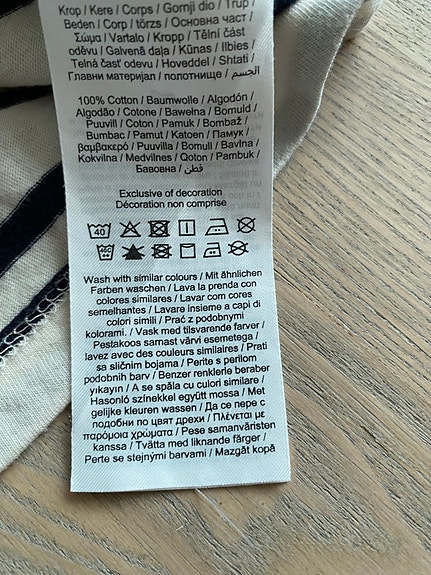 Krop / Kere / Corps / Gornji dio / Trup /
Beden / Corp / törzs / Основна част /
Σώμα / Vartalo / Kropp / Tělní část
oděvu / Galvenā daļa / Kūnas / Ilbies /
Telná časť / Hoveddel / Shtati /
Главни материјал / полотнище / الجسم
100% Cotton / Baumwolle / Algodón /
Algodão / Cotone / Bawełna / Bomuld /
Puuvill / Coton / Pamuk / Bombaž /
Bumbac / Pamut / Katoen / Памук /
βαμβακερό / Puuvilla / Bomull / Bavlna /
Kokvilna / Medvilnes / Qoton / Pambuk /
Бавовна / قطن
Exclusive of decoration
Décoration non comprise
40
Wash with similar colours / Mit ähnlichen
Farben waschen / Lava la prenda con
colores similares / Lavar com cores
semelhantes / Lavare insieme a capi di
colori simili / Prać z podobnymi
kolorami. / Vask med tilsvarende farver /
Pestakoos samast värvi esemetega /
lavez avec des couleurs similaires / Prati
sa sličnim bojama / Perite s perilom
podobnih barv / Benzer renklerle beraber
yıkayın / A se spăla cu culori similare /
Hasonló színekkel együtt mossa / Met
gelijke kleuren wassen / Да се пере с
подобни по цвят дрехи / Πλένεται με
παρόμοια χρώματα / Pese samanväristen
kanssa / Tvätta med liknande färger /
Perte se stejnými barvami / Mazgāt kopā